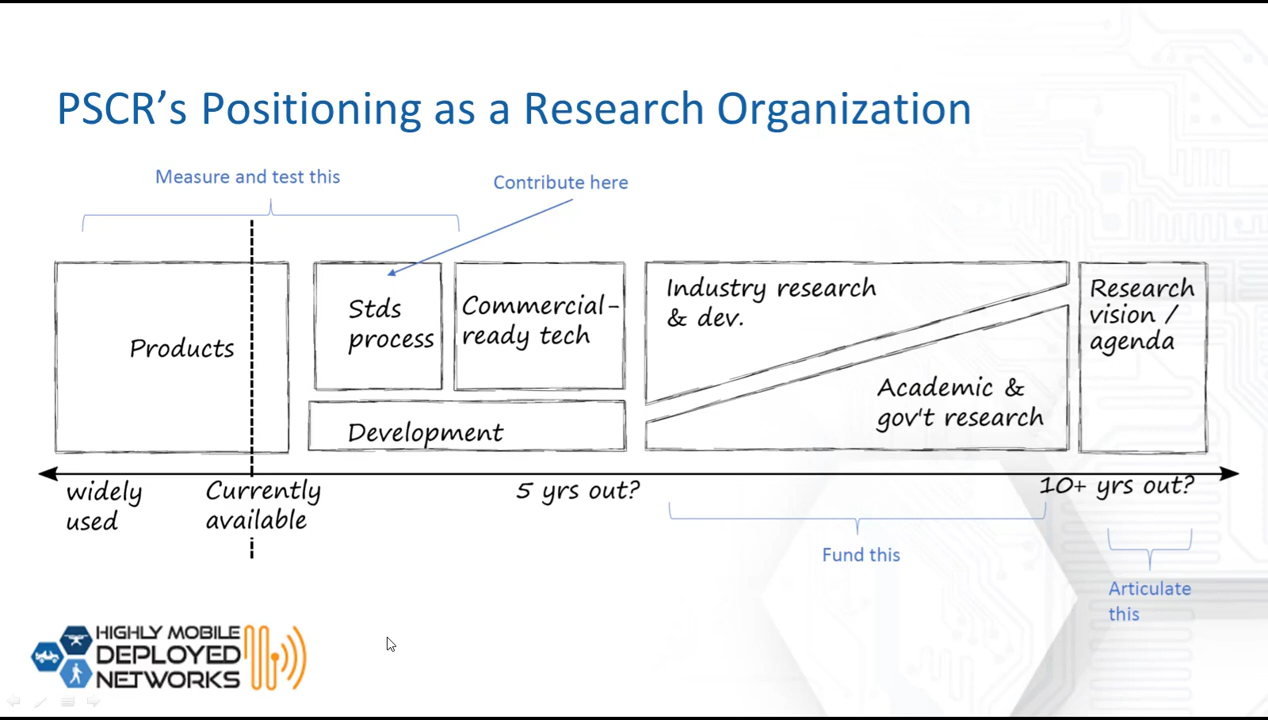 PSCR’s Positioning as a Research Organization
Measure and test this
Contribute here
Products
Stds
process
Commercial-
ready tech
Development
Industry research
& dev.
Academic &
gov't research
Research
vision /
agenda
widely
used
Currently
available
5 yrs out?
10+ yrs out?
Fund this
Articulate
this
HIGHLY MOBILE
DEPLOYED
NETWORKS